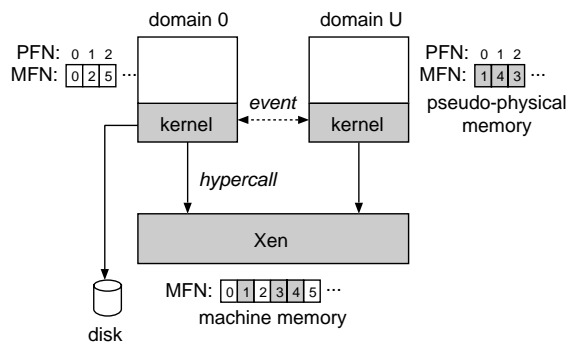 domain 0 domain U
PFN: 0 1 2 PFN: 0 1 2
MFN: 0 2 5 ... MFN: 1 4 3 ...
pseudo-physical
memory
event
kernel kernel
hypercall
Xen
MFN: 0 1 2 3 4 5 ...
machine memory
disk